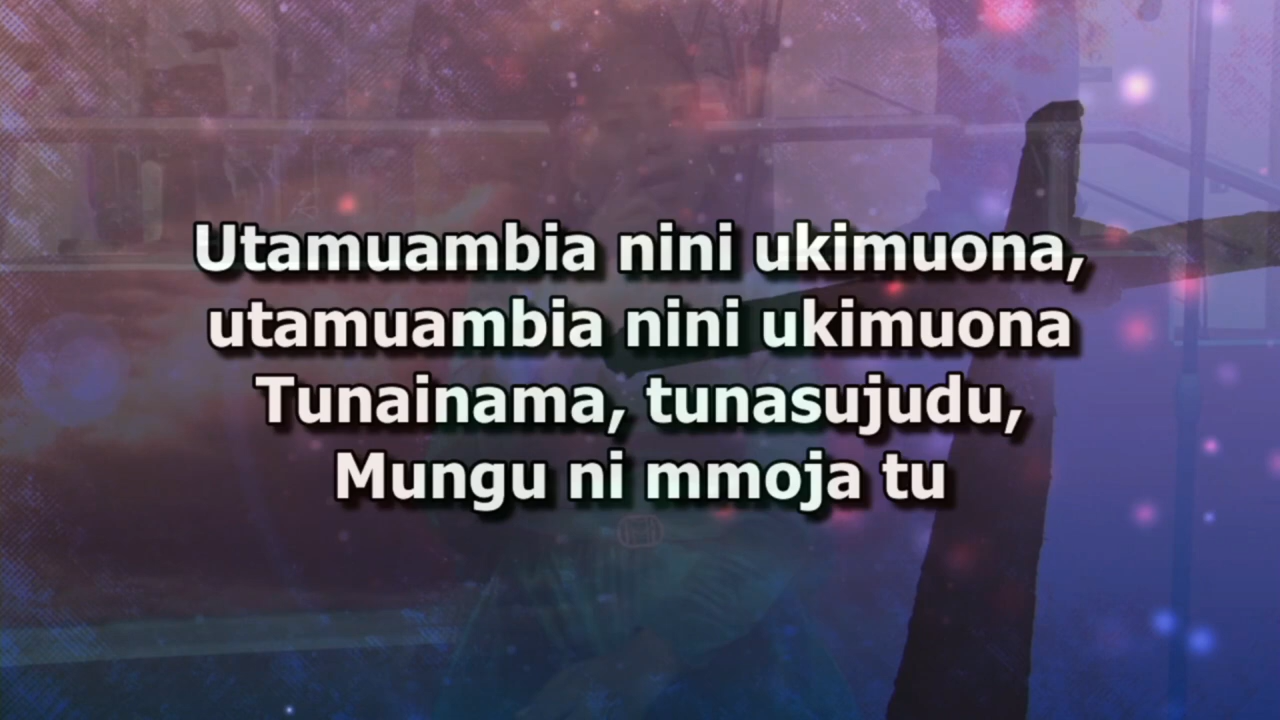 Utamuambia nini ukimuona,
utamuambia nini ukimuona
Tunainama, tunasujudu,
Mungu ni mmoja tu